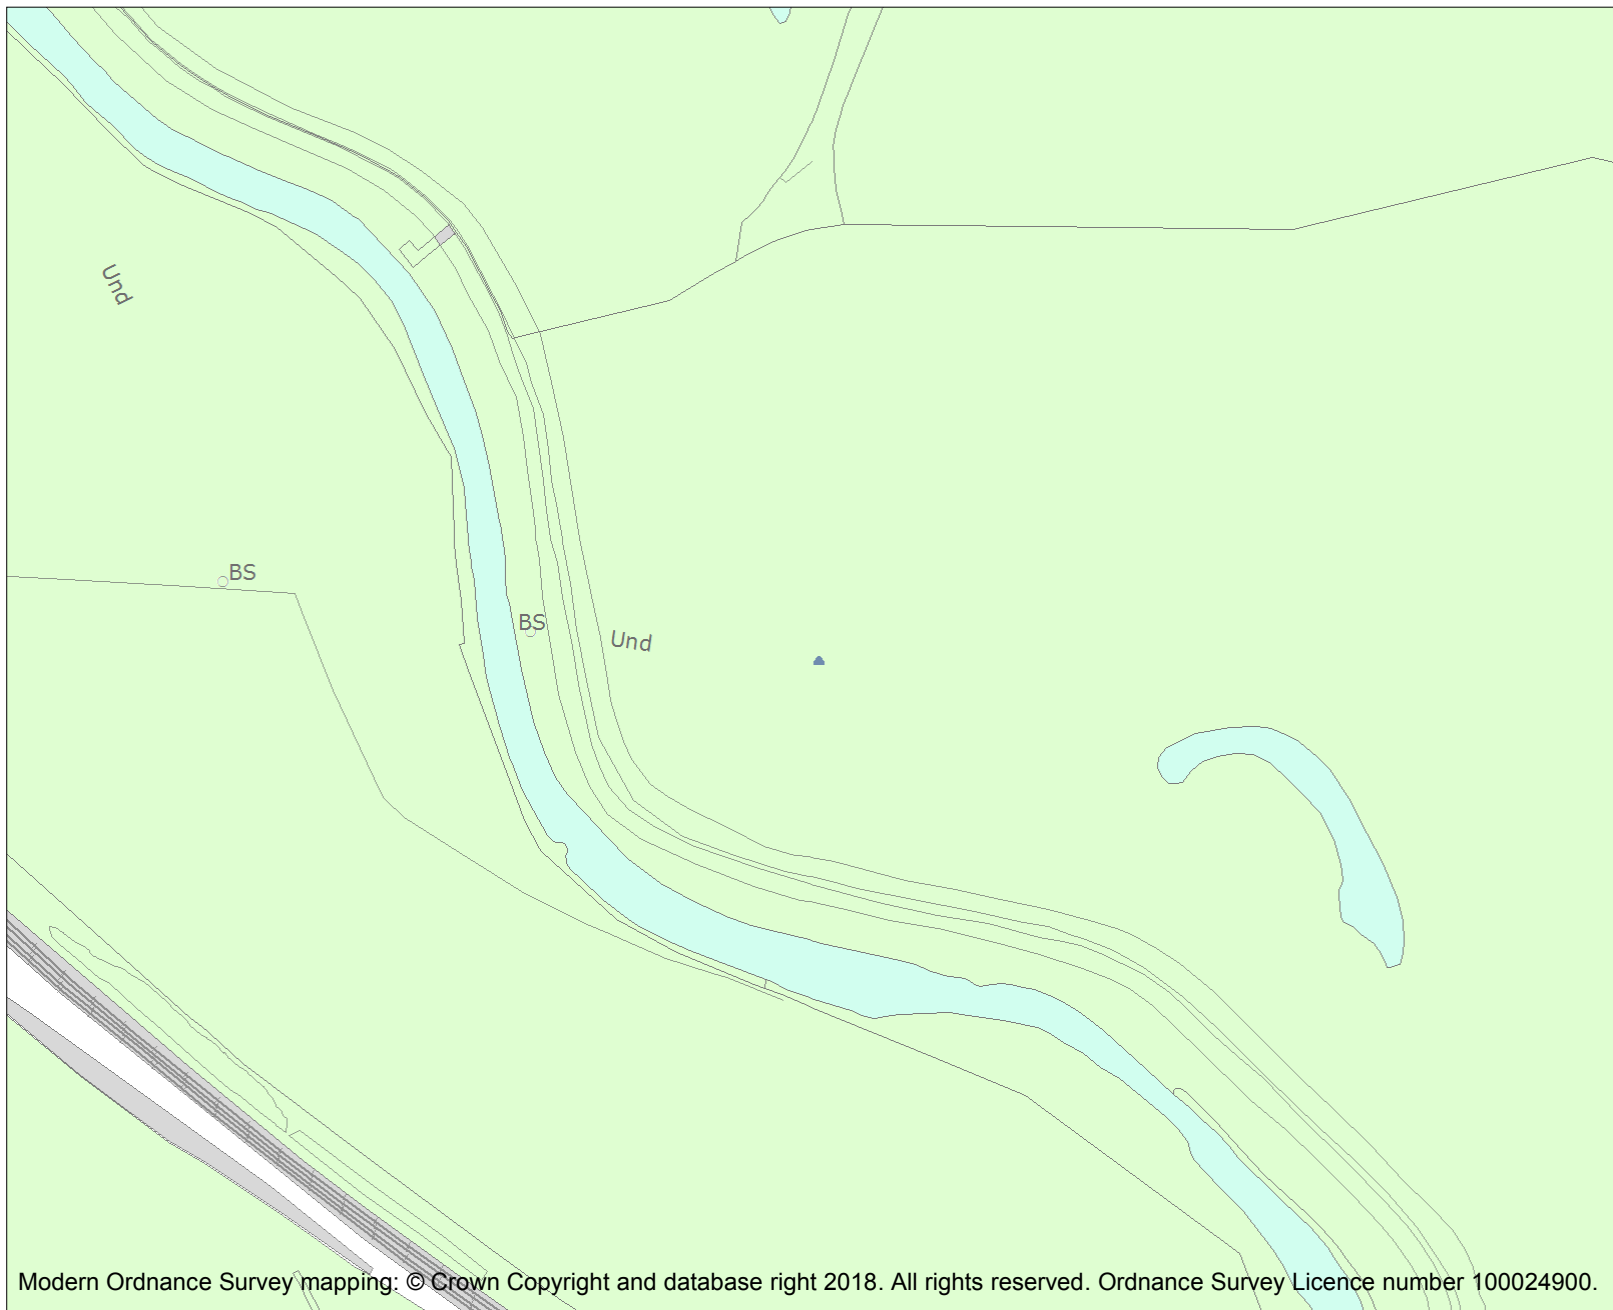 Und
BS
BS
Und
Modern Ordnance Survey mapping: © Crown Copyright and database right 2018. All rights reserved. Ordnance Survey Licence number 100024900.